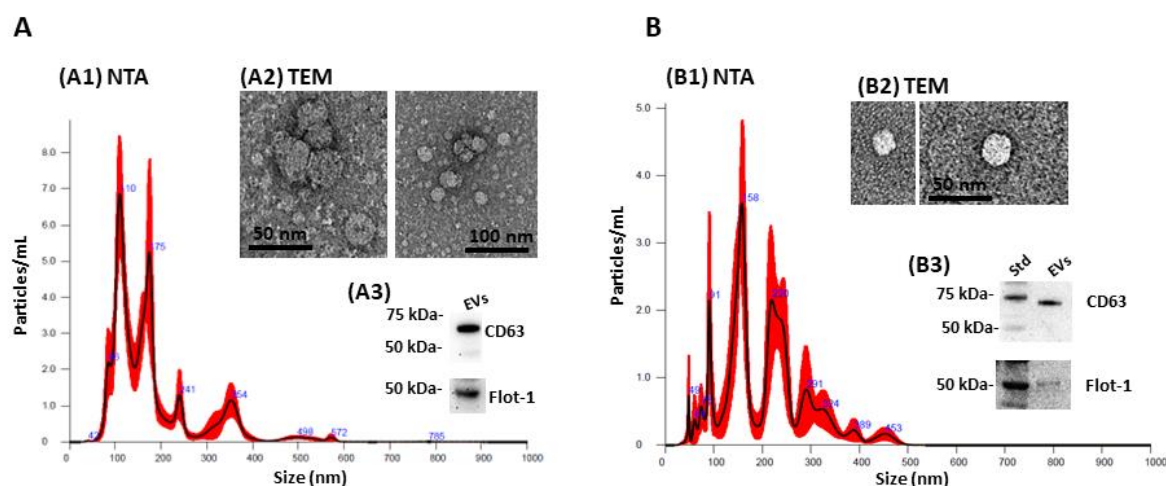 A
(A1) NTA
(A2) TEM
50 nm
100 nm
(A3)
EVs
75 kDa-
CD63
50 kDa-
50 kDa-
Flot-1
Particles/mL
8.0
7.0
6.0
5.0
4.0
3.0
2.0
1.0
0
110
175
241
354
498
572
785
0 100 200 300 400 500 600 700 800 900 1000
Size (nm)
B
(B1) NTA
(B2) TEM
50 nm
(B3)
Std
EVs
75 kDa-
CD63
50 kDa-
50 kDa-
Flot-1
Particles/mL
5.0
4.0
3.0
2.0
1.0
0
49
91
158
291
324
389
453
0 100 200 300 400 500 600 700 800 900 1000
Size (nm)